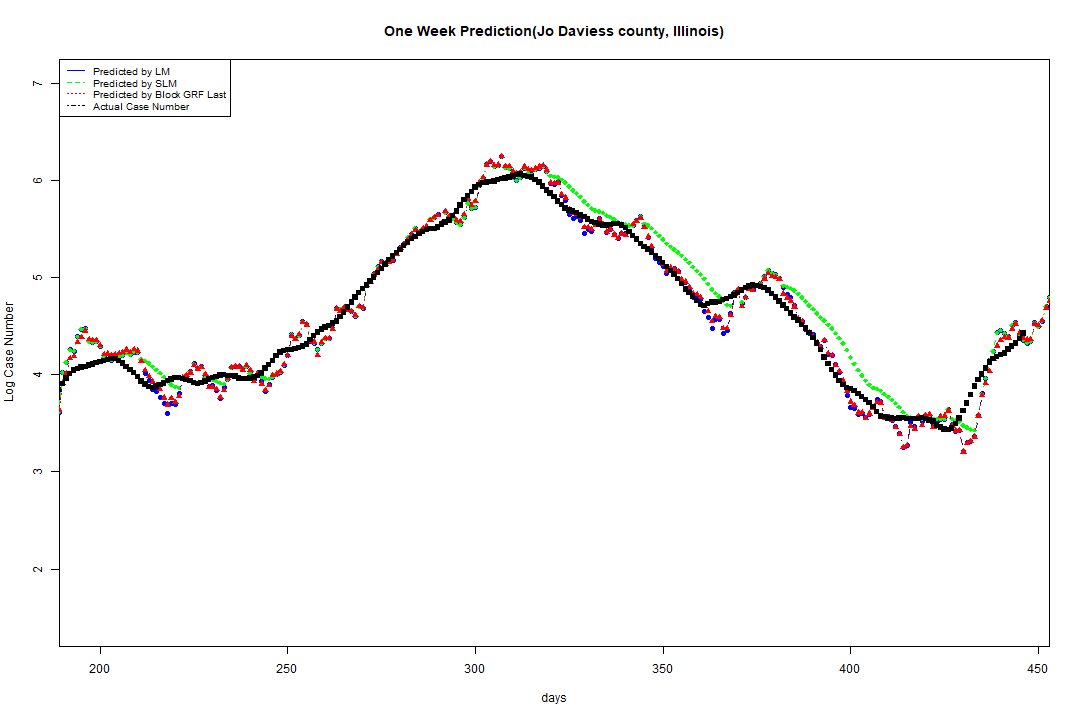 One Week Prediction(Jo Daviess county, Illinois)
Predicted by LM
Predicted by SLM
Predicted by Block GRF Last
Actual Case Number
Log Case Number
7
6
5
4
3
2
200 250 300 350 400 450
days